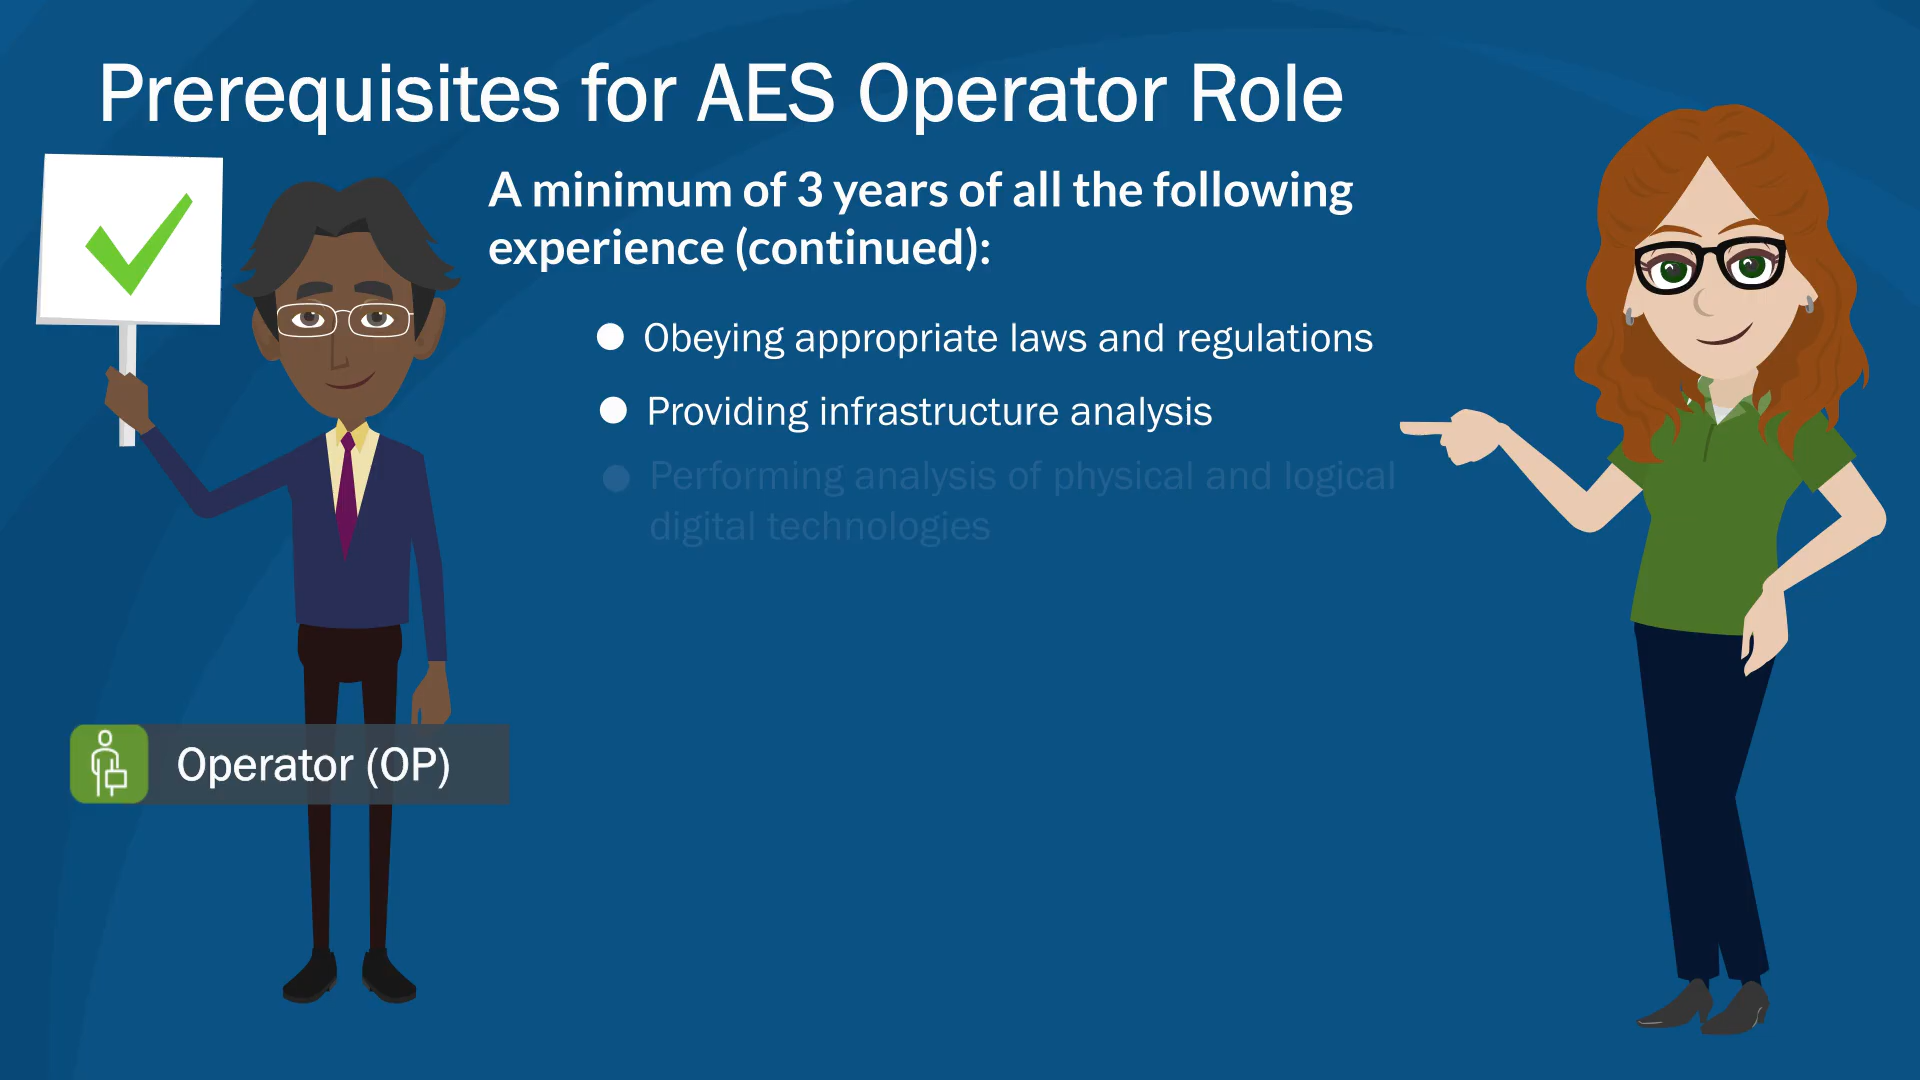 Prerequisites for AES Operator Role
A minimum of 3 years of all the following
experience (continued):
Obeying appropriate laws and regulations
Providing infrastructure analysis
Performing analysis of physical and logical
digital technologies
Operator (OP)